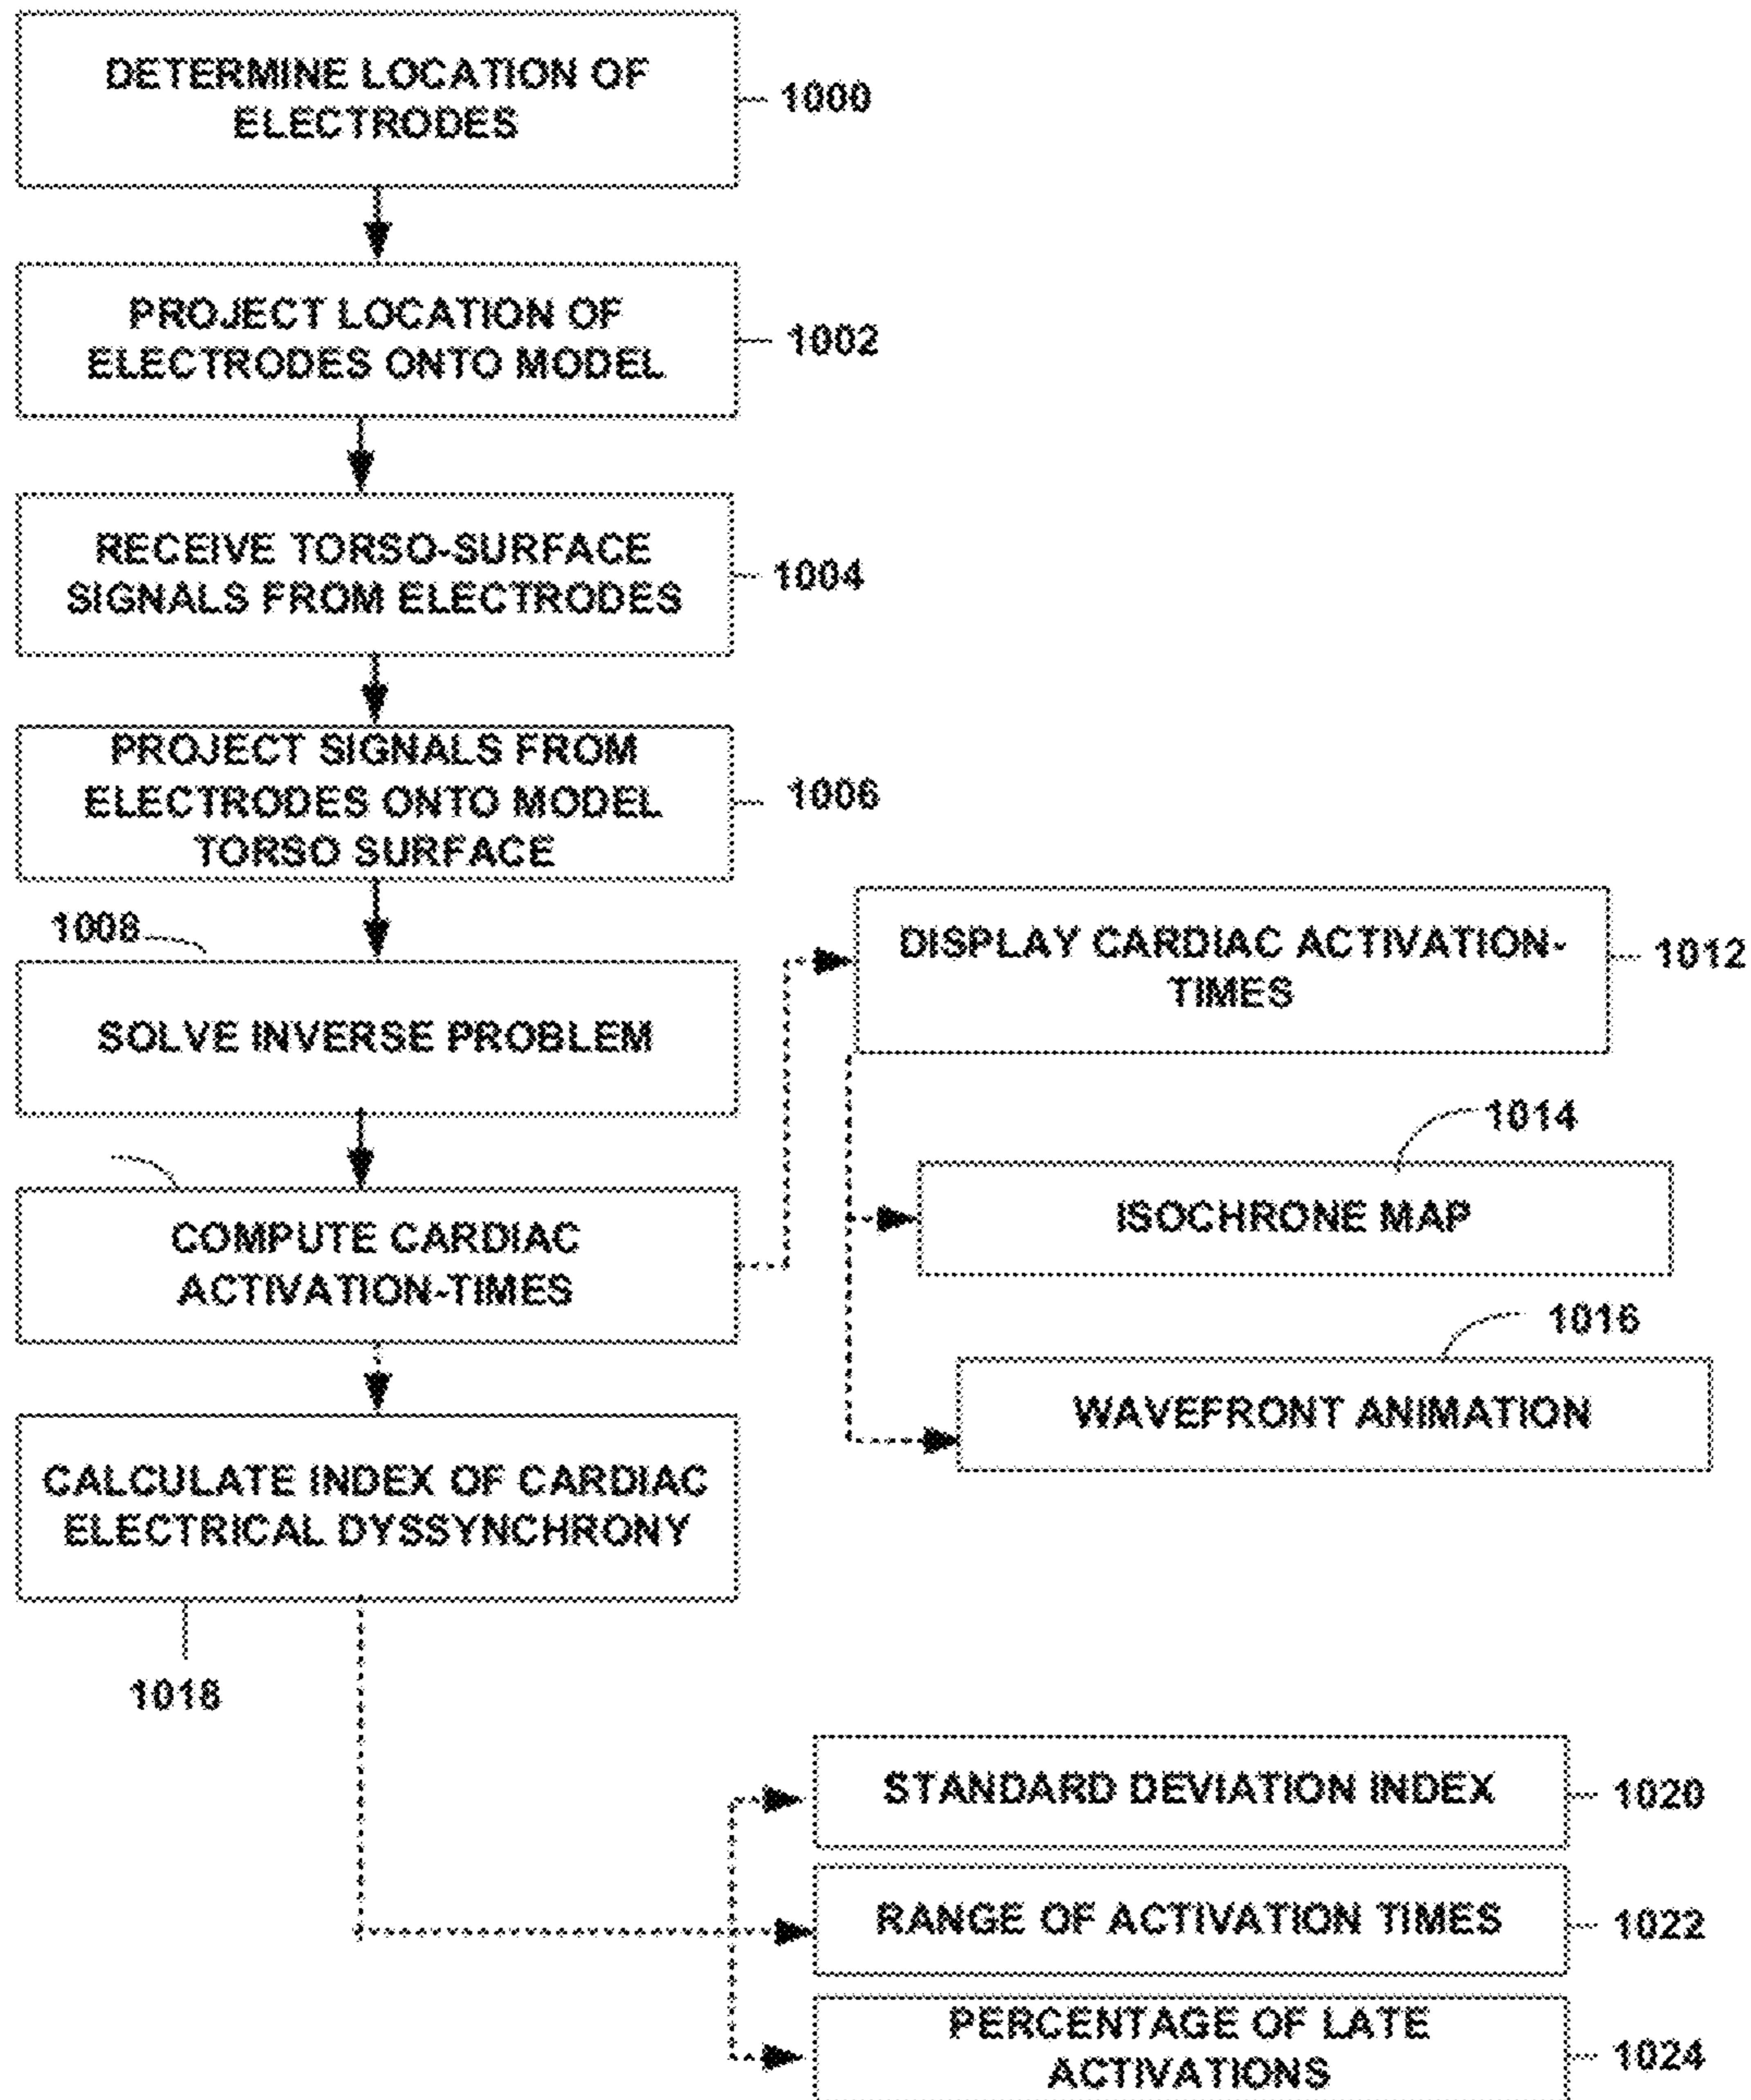 DETERMINE LOCATION OF
ELECTRODES
1000
PROJECT LOCATION OF
ELECTRODES ONTO MODEL
1002
RECEIVE TORSO-SURFACE
SIGNALS FROM ELECTRODES
1004
PROJECT SIGNALS FROM
ELECTRODES ONTO MODEL
TORSO SURFACE
1006
1008
SOLVE INVERSE PROBLEM
COMPUTE CARDIAC
ACTIVATION-TIMES
DISPLAY CARDIAC ACTIVATION-
TIMES
1012
1014
ISOCHRONE MAP
1016
WAVEFRONT ANIMATION
CALCULATE INDEX OF CARDIAC
ELECTRICAL DYSSYNCHRONY
1018
STANDARD DEVIATION INDEX
1020
RANGE OF ACTIVATION TIMES
1022
PERCENTAGE OF LATE
ACTIVATIONS
1024